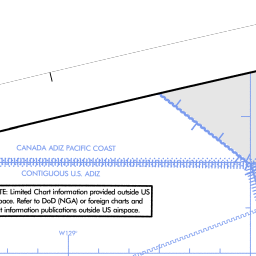 CANADA ADIZ PACIFIC COAST
CONTIGUOUS U.S. ADIZ
TE: Limited Chart information provided outside US
pace. Refer to DoD (NGA) or foreign charts and
t information publications outside US airspace.
W129°